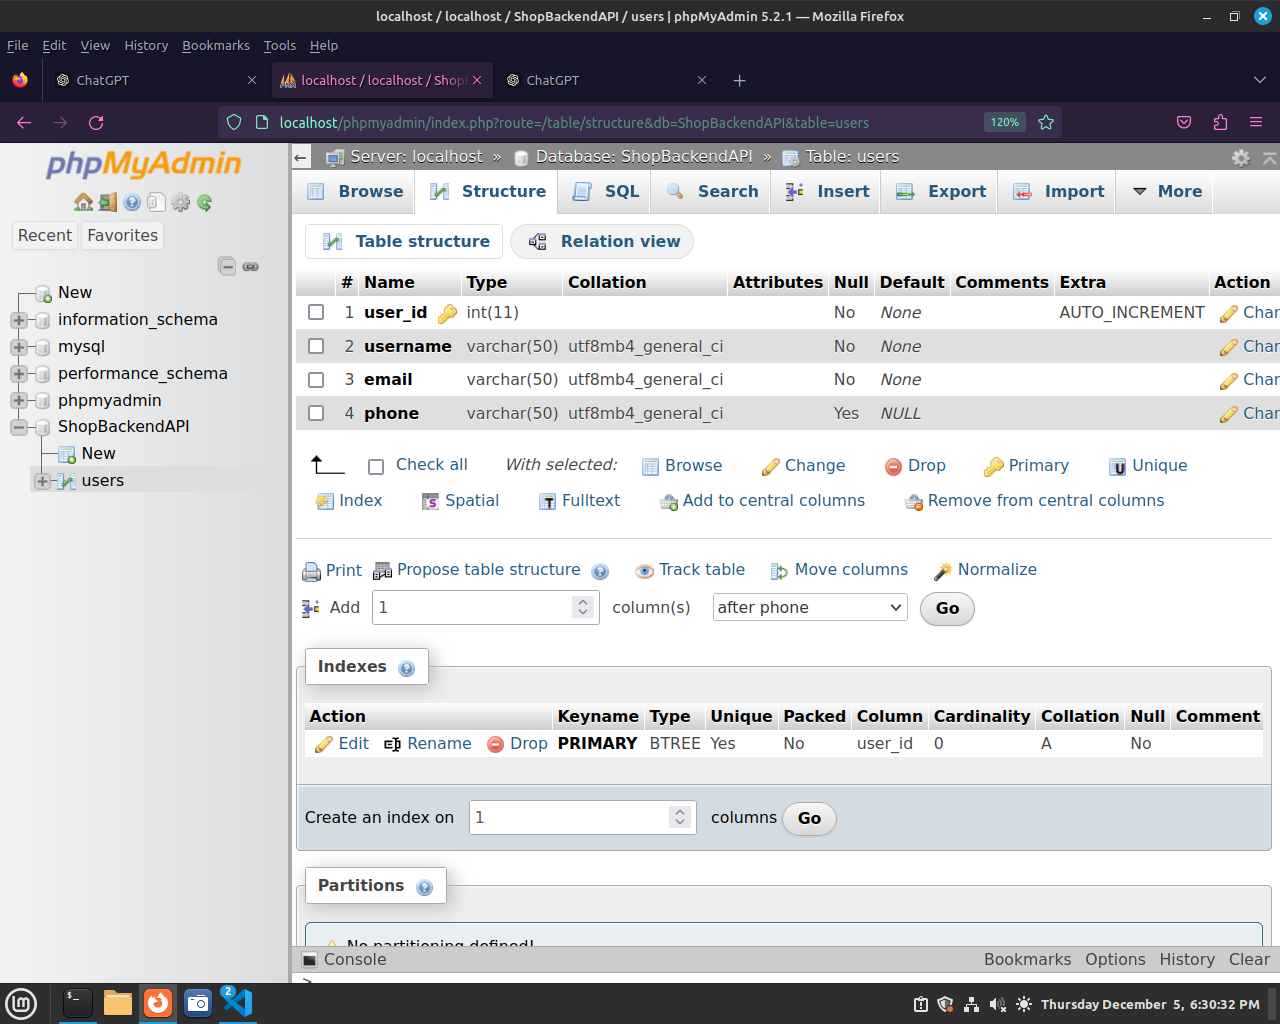 localhost / localhost / ShopBackendAPI / users | phpMyAdmin 5.2.1 — Mozilla Firefox
File Edit View History Bookmarks Tools Help
ChatGPT
localhost / localhost / Shop
ChatGPT
localhost/phpmyadmin/index.php?route=/table/structure&db=ShopBackendAPI&table=users 120%
phpMyAdmin
Recent Favorites
New
information_schema
mysql
performance_schema
phpmyadmin
ShopBackendAPI
New
users
Server: localhost » Database: ShopBackendAPI » Table: users
Browse Structure SQL Search Insert Export Import More
Table structure Relation view
# Name Type Collation Attributes Null Default Comments Extra Action
1 user_id int(11) No None AUTO_INCREMENT Char
2 username varchar(50) utf8mb4_general_ci No None Char
3 email varchar(50) utf8mb4_general_ci No None Char
4 phone varchar(50) utf8mb4_general_ci Yes NULL Char
Check all With selected: Browse Change Drop Primary Unique
Index Spatial Fulltext Add to central columns Remove from central columns
Print Propose table structure Track table Move columns Normalize
Add 1 column(s) after phone Go
Indexes
Action Keyname Type Unique Packed Column Cardinality Collation Null Comment
Edit Rename Drop PRIMARY BTREE Yes No user_id 0 A No
Create an index on 1 columns Go
Partitions
No partitioning defined!
Console Bookmarks Options History Clear
>
2
Thursday December 5, 6:30:32 PM